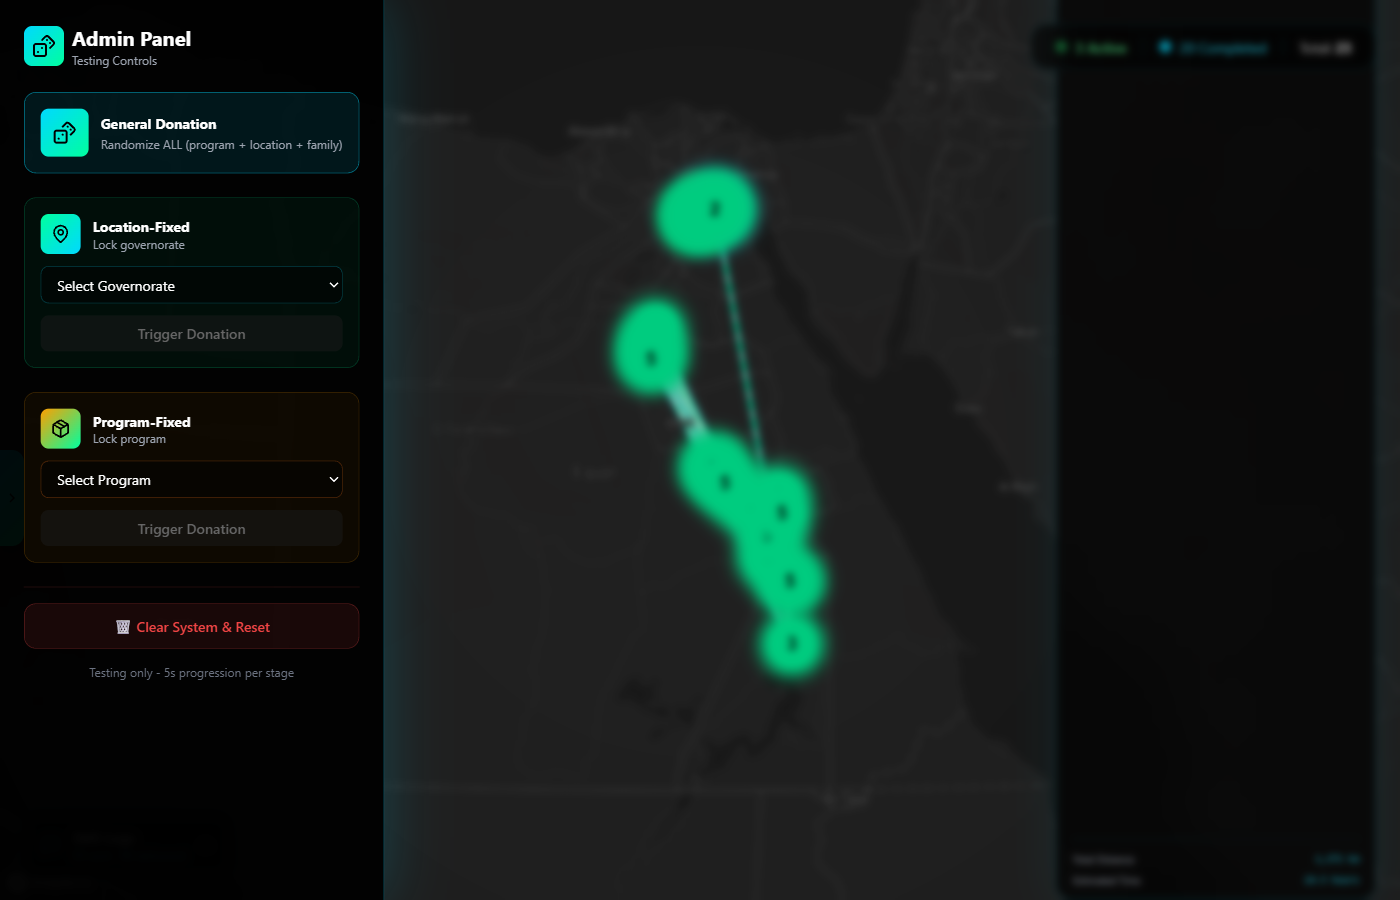 Admin Panel
Testing Controls
General Donation
Randomize ALL (program + location + family)
Location-Fixed
Lock governorate
Select Governorate
Trigger Donation
Program-Fixed
Lock program
Select Program
Trigger Donation
Clear System & Reset
Testing only - 5s progression per stage